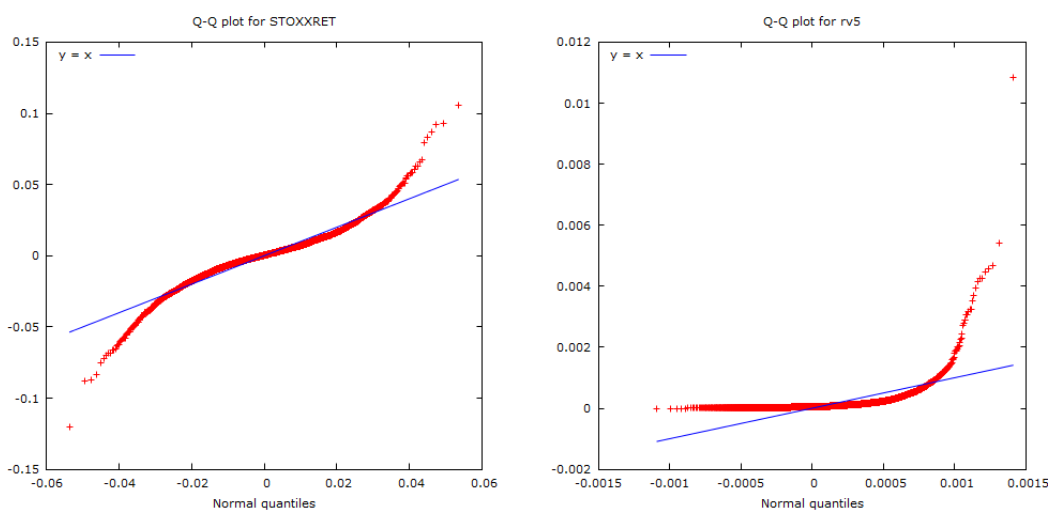 Q-Q plot for STOXXRET
0.15
y = x
0.1
0.05
0
-0.05
-0.1
-0.15
-0.06 -0.04 -0.02 0 0.02 0.04 0.06
Normal quantiles
Q-Q plot for rv5
0.012
y = x
0.01
0.008
0.006
0.004
0.002
0
-0.002
-0.0015 -0.001 -0.0005 0 0.0005 0.001 0.0015
Normal quantiles